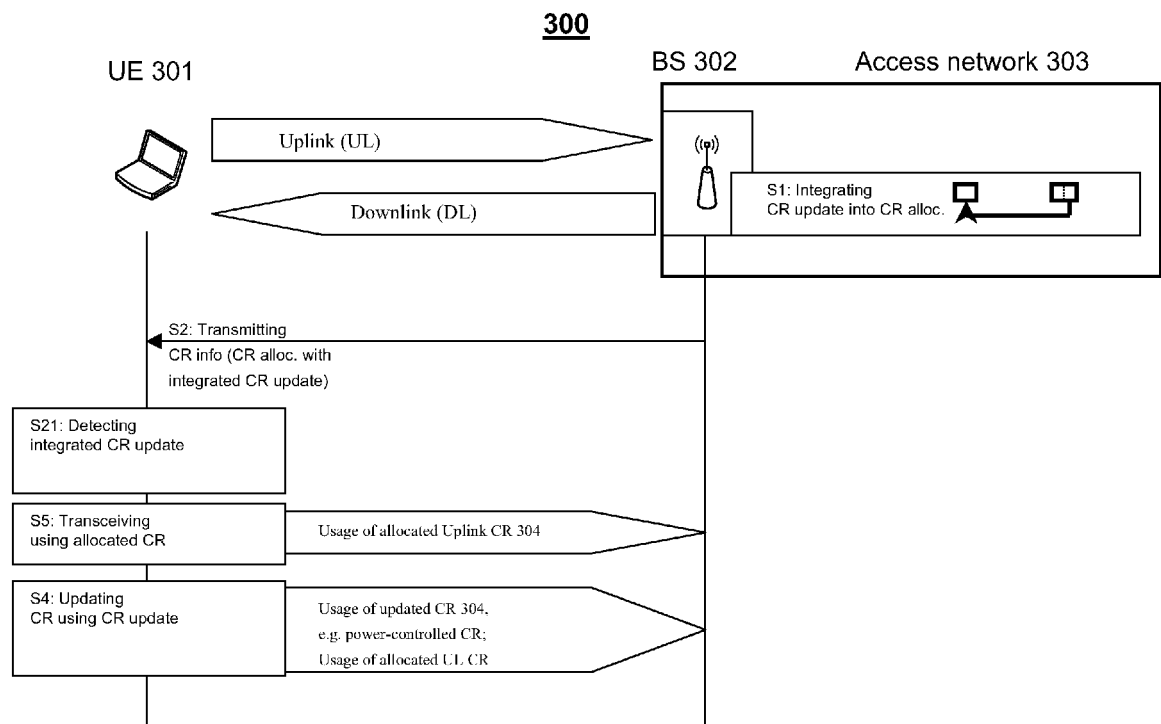 300
UE 301
BS 302
Access network 303
Uplink (UL)
Downlink (DL)
S1: Integrating
CR update into CR alloc.
S2: Transmitting
CR info (CR alloc. with
integrated CR update)
S21: Detecting
integrated CR update
S5: Transceiving
using allocated CR
Usage of allocated Uplink CR 304
S4: Updating
CR using CR update
Usage of updated CR 304,
e.g. power-controlled CR;
Usage of allocated UL CR